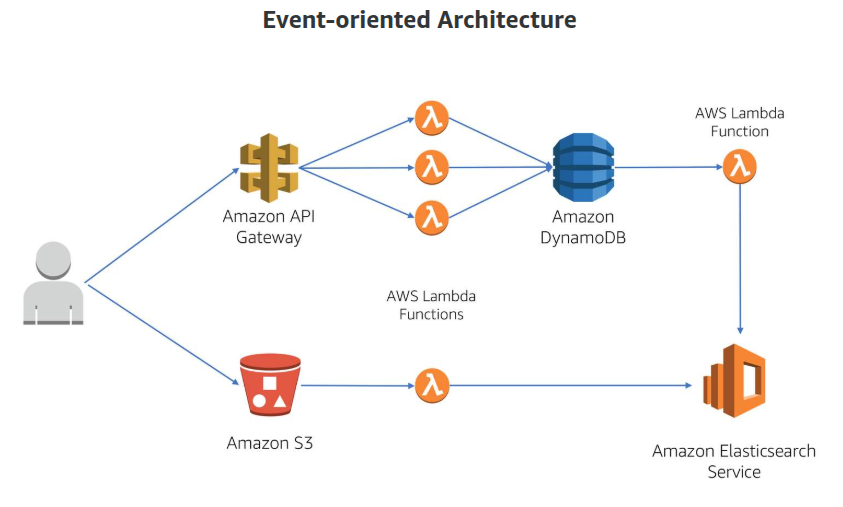 Event-oriented Architecture
AWS Lambda
Function
Amazon API
Gateway
Amazon
DynamoDB
AWS Lambda
Functions
Amazon S3
Amazon Elasticsearch
Service